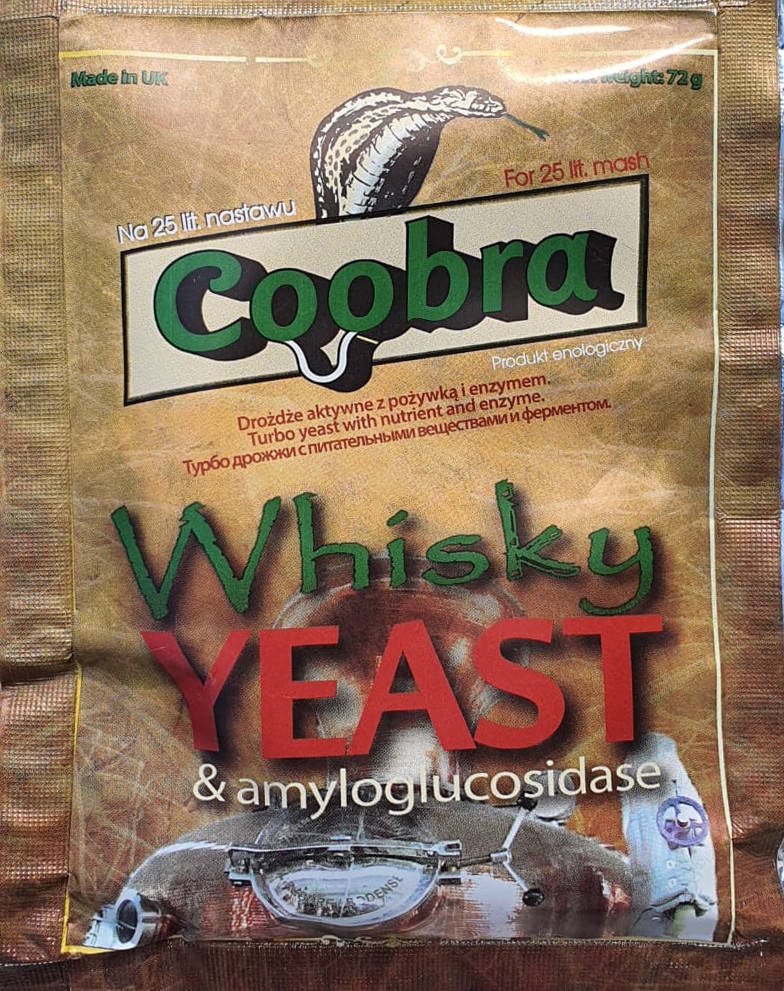 Made in UK
weight: 72 g
For 25 lit. mash
Na 25 lit. nastawu
Coobra
Produkt enologiczny
Drożdże aktywne z pożywką i enzymem.
Turbo yeast with nutrient and enzyme.
Турбо дрожжи с питательными веществами и ферментом.
Whisky
YEAST
& amyloglucosidase